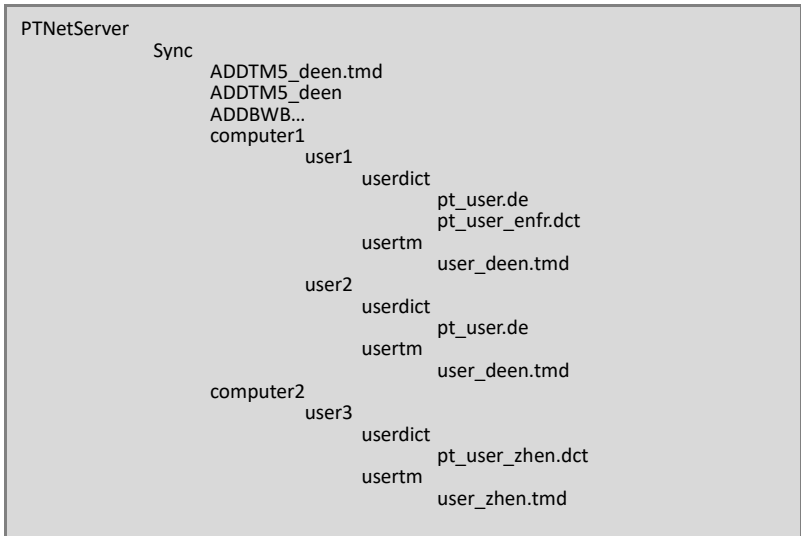 PTNetServer
Sync
ADDTM5_deen.tmd
ADDTM5_deen
ADDBWB…
computer1
user1
userdict
pt_user.de
pt_user_enfr.dct
usertm
user_deen.tmd
user2
userdict
pt_user.de
usertm
user_deen.tmd
computer2
user3
userdict
pt_user_zhen.dct
usertm
user_zhen.tmd